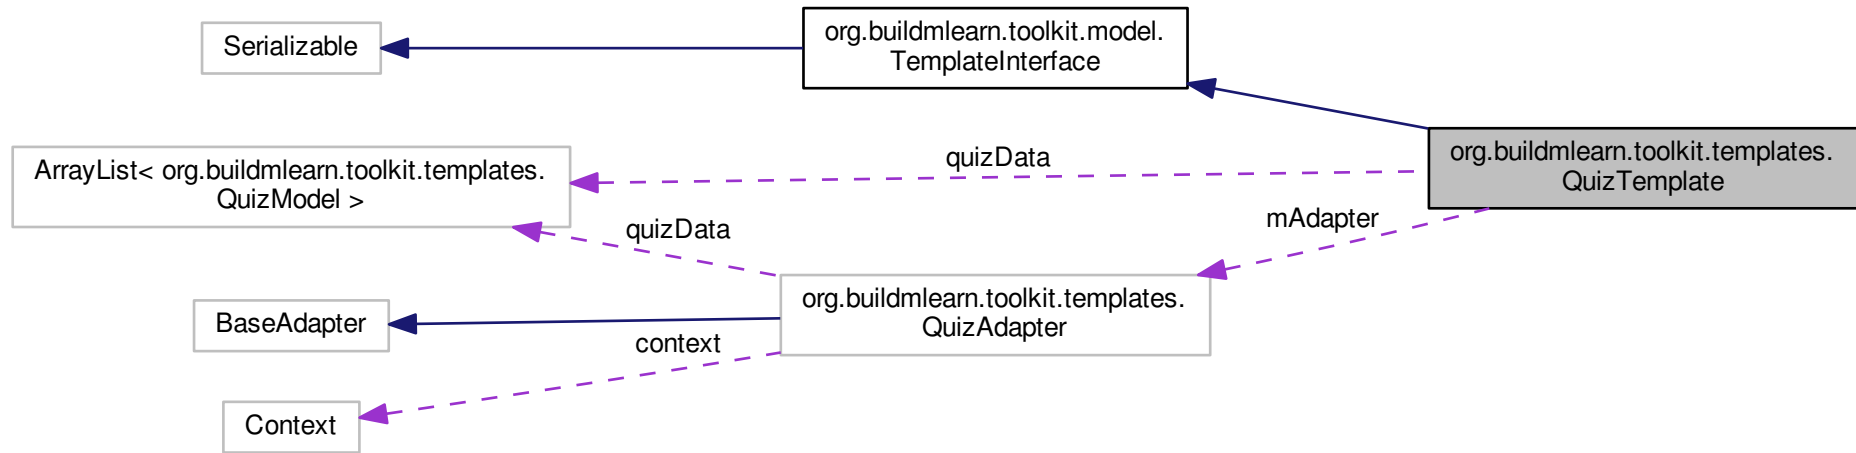 Serializable
org.buildmlearn.toolkit.model.
TemplateInterface
org.buildmlearn.toolkit.templates.
QuizTemplate
ArrayList< org.buildmlearn.toolkit.templates.
QuizModel >
quizData
mAdapter
quizData
org.buildmlearn.toolkit.templates.
QuizAdapter
BaseAdapter
context
Context